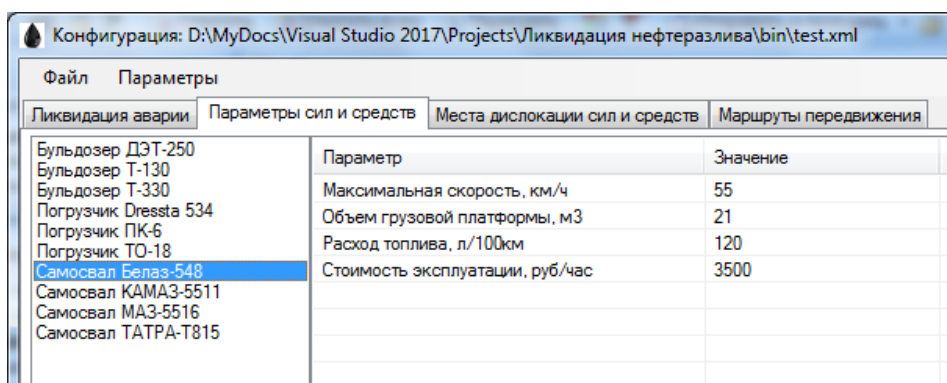 Конфигурация: D:\MyDocs\Visual Studio 2017\Projects\Ликвидация нефтеразлива\bin\test.xml
Файл Параметры
Ликвидация аварии Параметры сил и средств Места дислокации сил и средств Маршруты передвижения
Бульдозер ДЭТ-250
Бульдозер Т-130
Бульдозер Т-330
Погрузчик Dressta 534
Погрузчик ПК-6
Погрузчик ТО-18
Самосвал Белаз-548
Самосвал КАМАЗ-5511
Самосвал МАЗ-5516
Самосвал ТАТРА-Т815
Параметр Значение
Максимальная скорость, км/ч 55
Объем грузовой платформы, м3 21
Расход топлива, л/100км 120
Стоимость эксплуатации, руб/час 3500